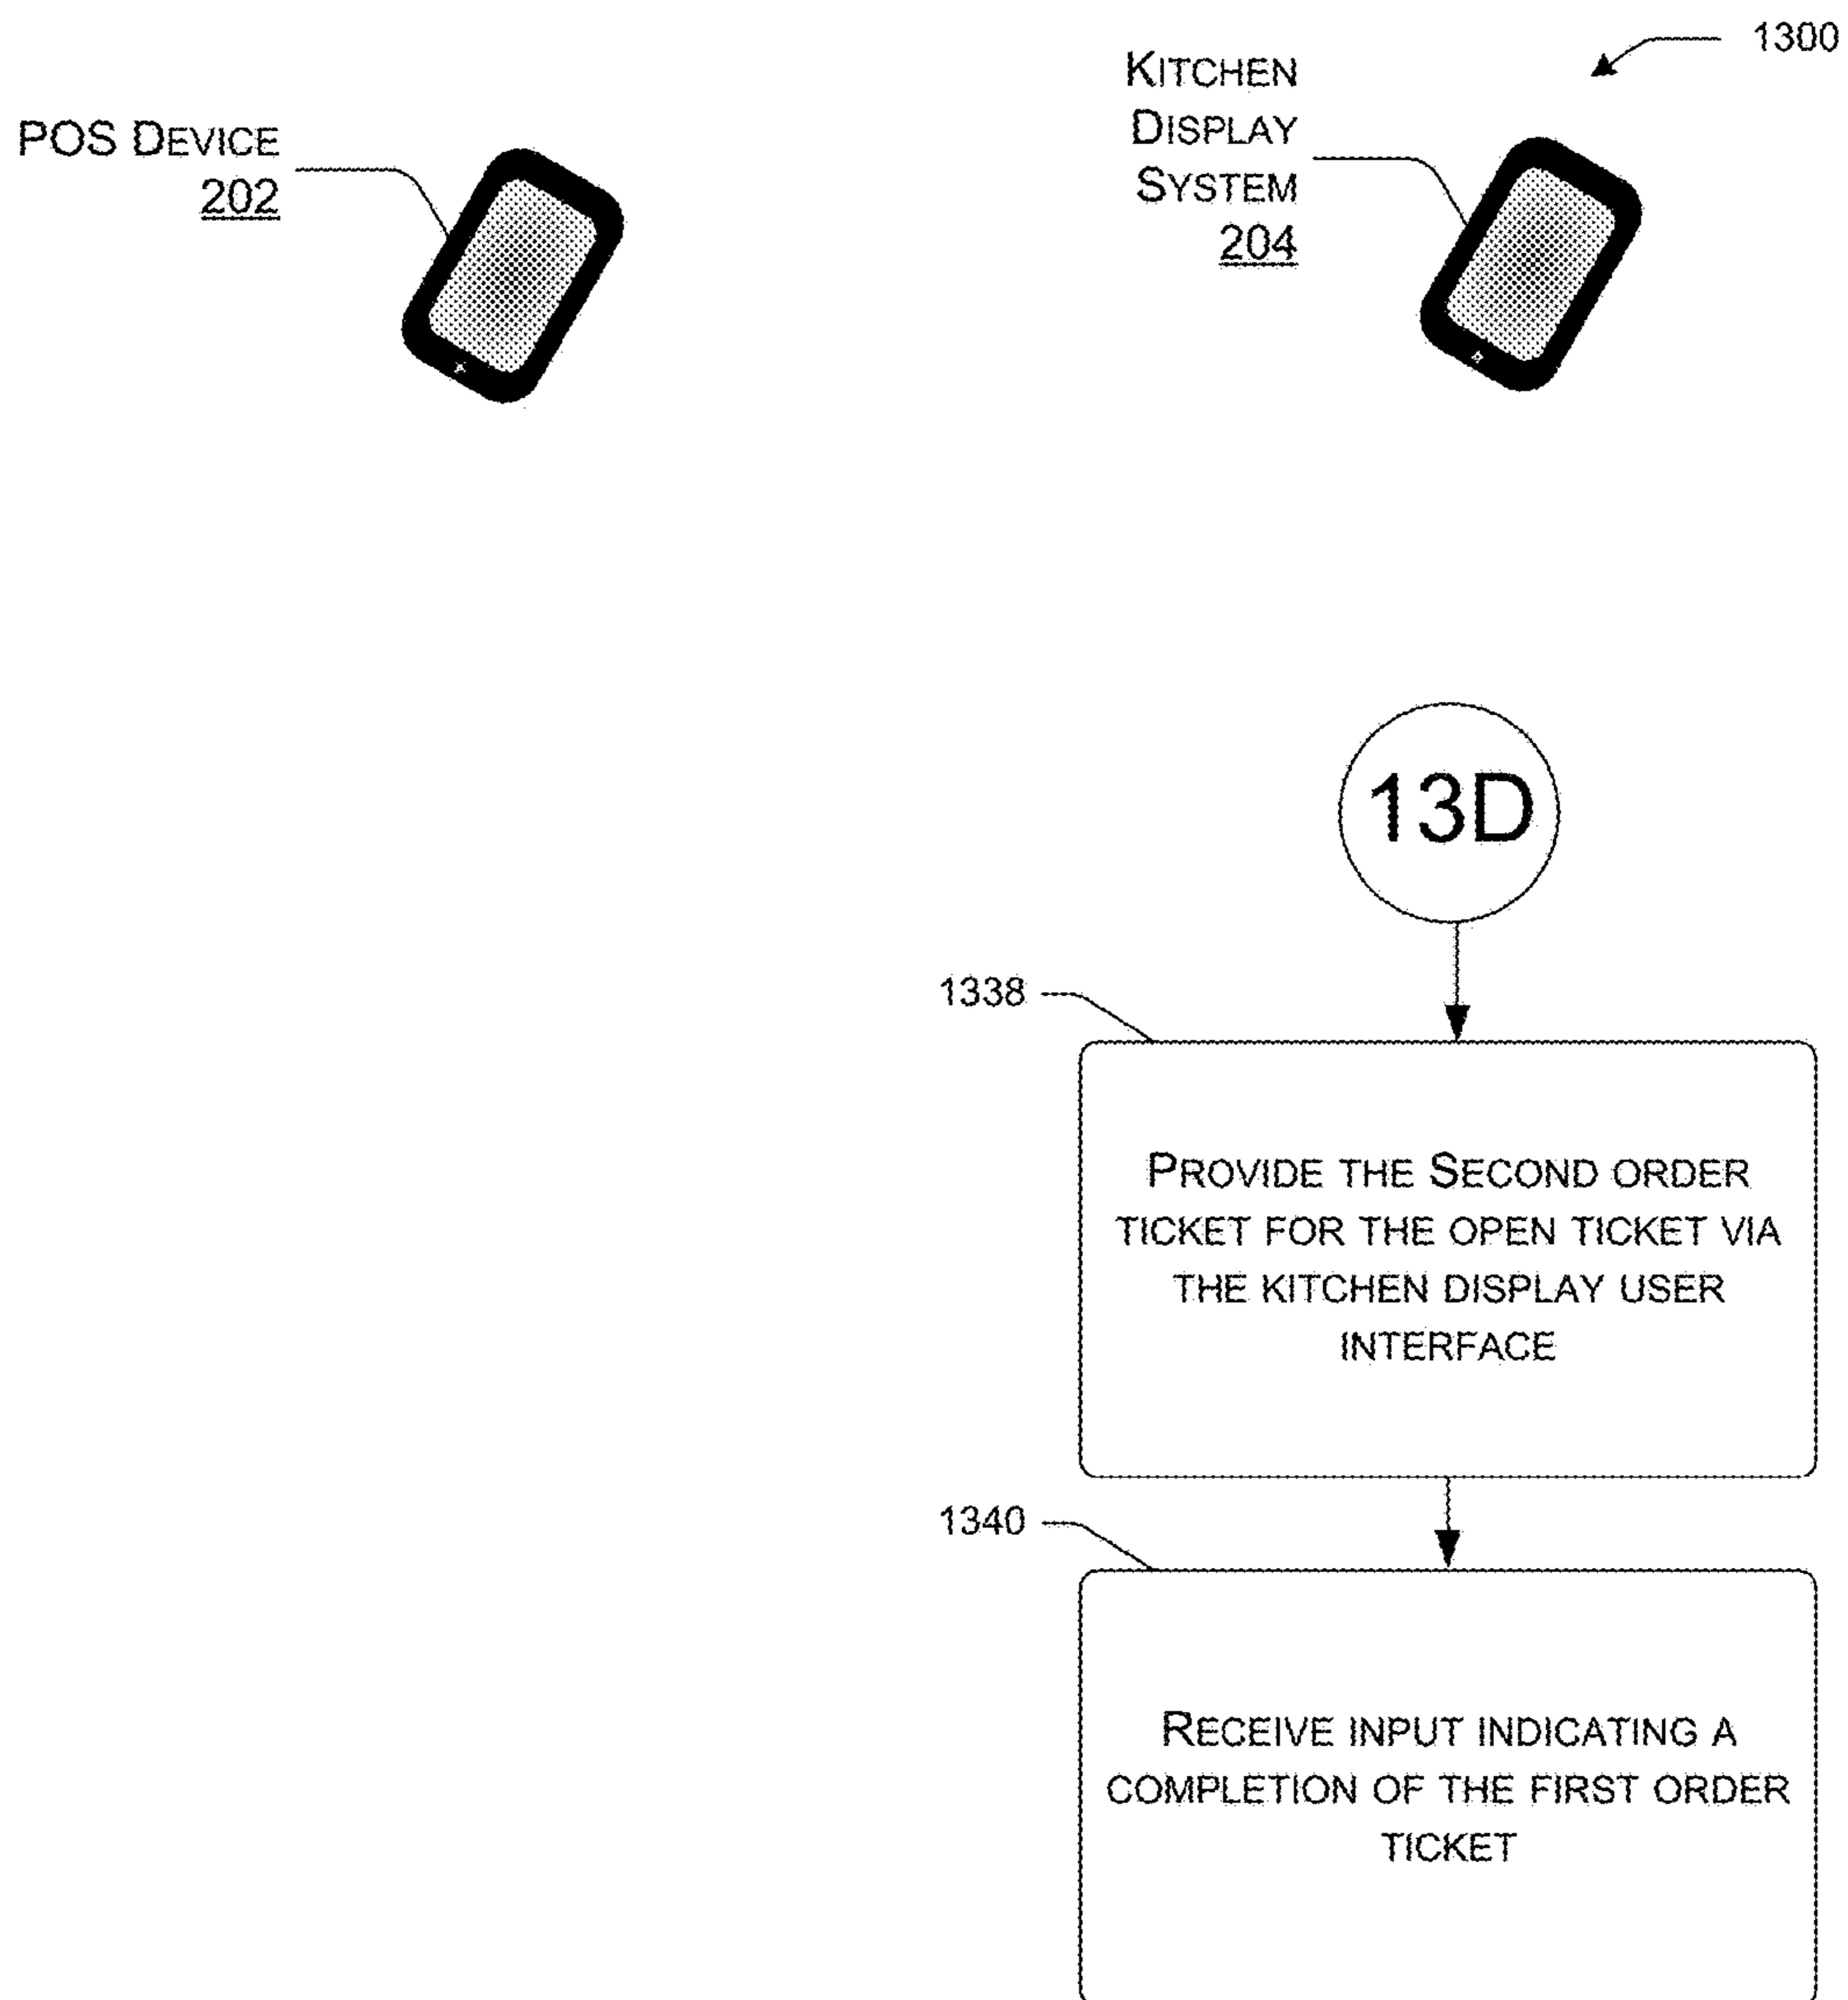 1300
POS DEVICE
202
KITCHEN
DISPLAY
SYSTEM
204
13D
1338
PROVIDE THE SECOND ORDER
TICKET FOR THE OPEN TICKET VIA
THE KITCHEN DISPLAY USER
INTERFACE
1340
RECEIVE INPUT INDICATING A
COMPLETION OF THE FIRST ORDER
TICKET